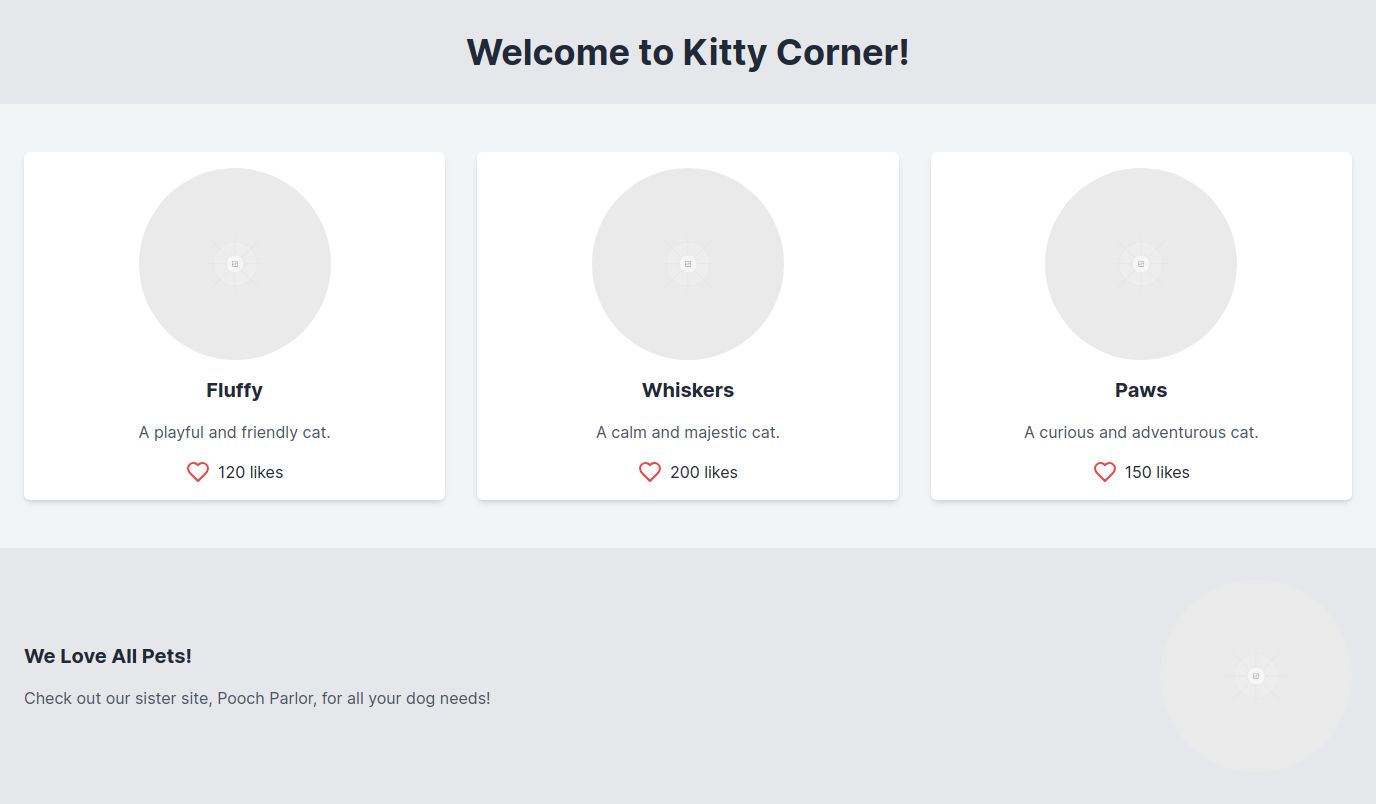 Welcome to Kitty Corner!
Fluffy
A playful and friendly cat.
120 likes
Whiskers
A calm and majestic cat.
200 likes
Paws
A curious and adventurous cat.
150 likes
We Love All Pets!
Check out our sister site, Pooch Parlor, for all your dog needs!